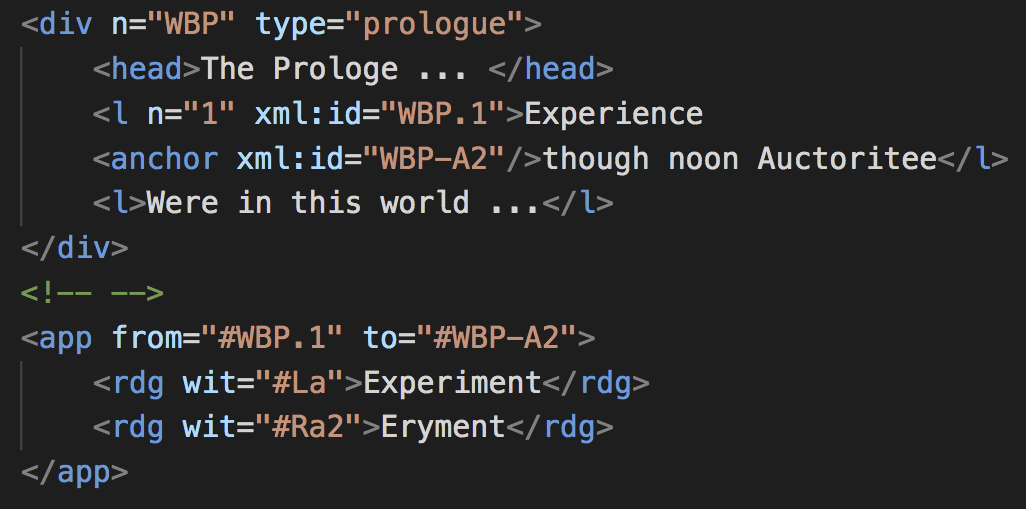 <div n="WBP" type="prologue">
<head>The Prologe ... </head>
<l n="1" xml:id="WBP.1">Experience
<anchor xml:id="WBP-A2"/>though noon Auctoritee</l>
<l>Were in this world ...</l>
</div>
<!-- -->
<app from="#WBP.1" to="#WBP-A2">
<rdg wit="#La">Experiment</rdg>
<rdg wit="#Ra2">Eryment</rdg>
</app>